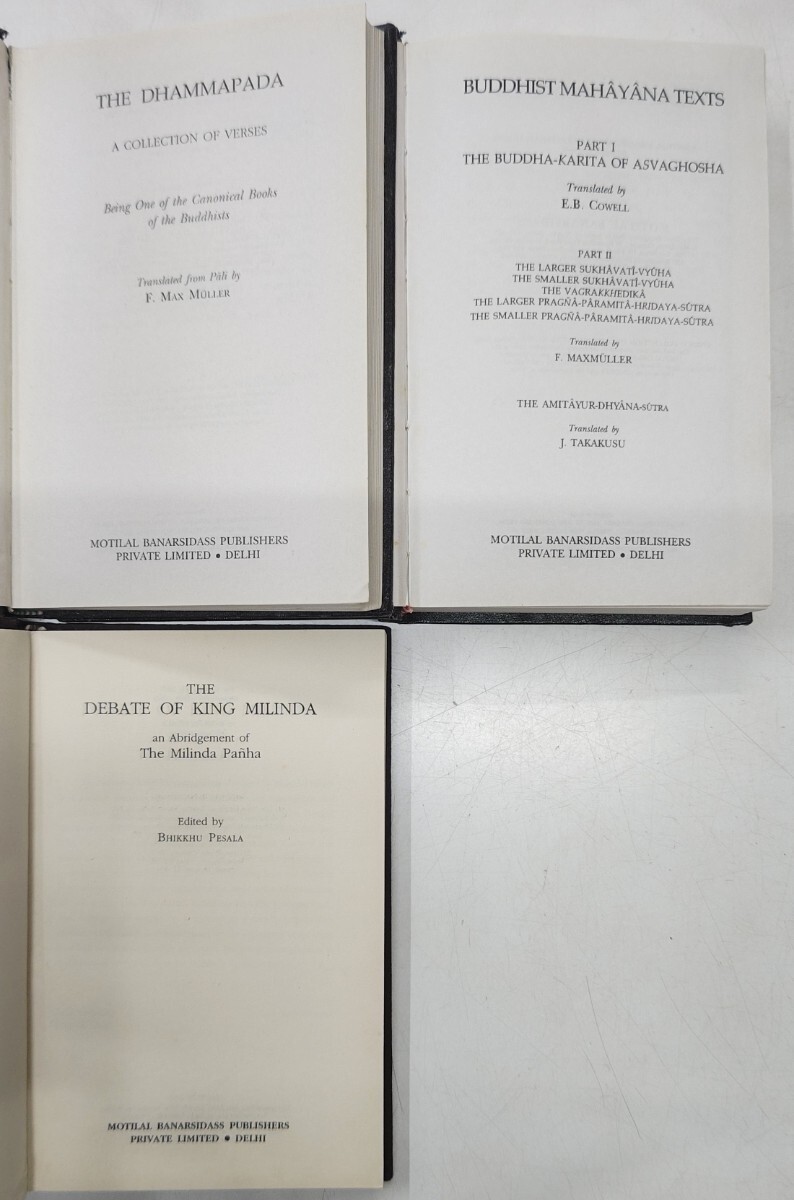 THE DHAMMAPADA
A COLLECTION OF VERSES
Being One of the Canonical Books
of the Buddhists
Translated from Pāli by
F. MAX MÜLLER
MOTILAL BANARSIDASS PUBLISHERS
PRIVATE LIMITED • DELHI
BUDDHIST MAHÂYÂNA TEXTS
PART I
THE BUDDHA-KARITA OF ASVAGHOSHA
Translated by
E.B. COWELL
PART II
THE LARGER SUKHÂVATÎ-VYÛHA
THE SMALLER SUKHÂVATÎ-VYÛHA
THE VAGRAKKHEDIKÂ
THE LARGER PRAGÑÂ-PÂRAMITÂ-HRIDAYA-SÛTRA
THE SMALLER PRAGÑÂ-PÂRAMITÂ-HRIDAYA-SÛTRA
Translated by
F. MAXMÜLLER
THE AMITÂYUR-DHYÂNA-SÛTRA
Translated by
J. TAKAKUSU
MOTILAL BANARSIDASS PUBLISHERS
PRIVATE LIMITED • DELHI
THE
DEBATE OF KING MILINDA
an Abridgement of
The Milinda Pañha
Edited by
BHIKKHU PESALA
MOTILAL BANARSIDASS PUBLISHERS
PRIVATE LIMITED • DELHI